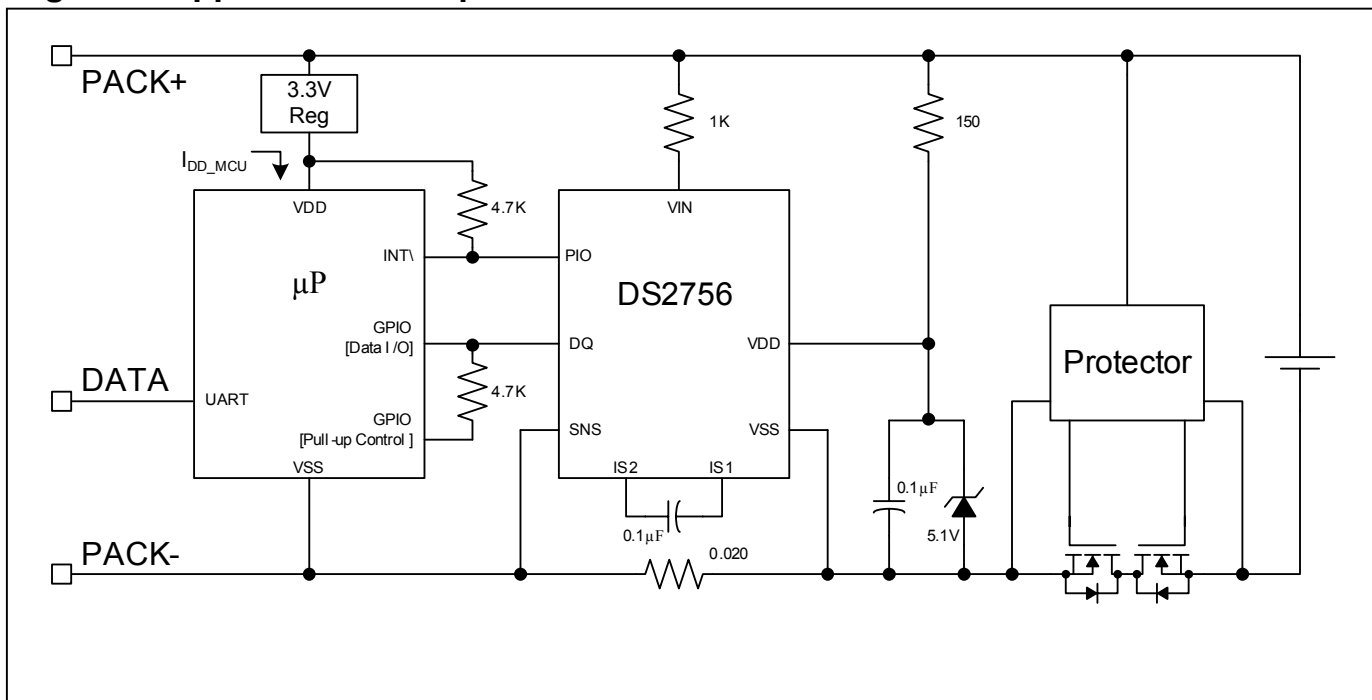 PACK+
3.3V
Reg
1K
150
I_DD_MCU
VDD
4.7K
VIN
INT\
PIO
µP
DS2756
GPIO
[Data I /O]
DQ
VDD
Protector
DATA
UART
4.7K
GPIO
[Pull-up Control ]
SNS
VSS
VSS
IS2
IS1
0.1µF
0.1µF
5.1V
PACK-
0.020